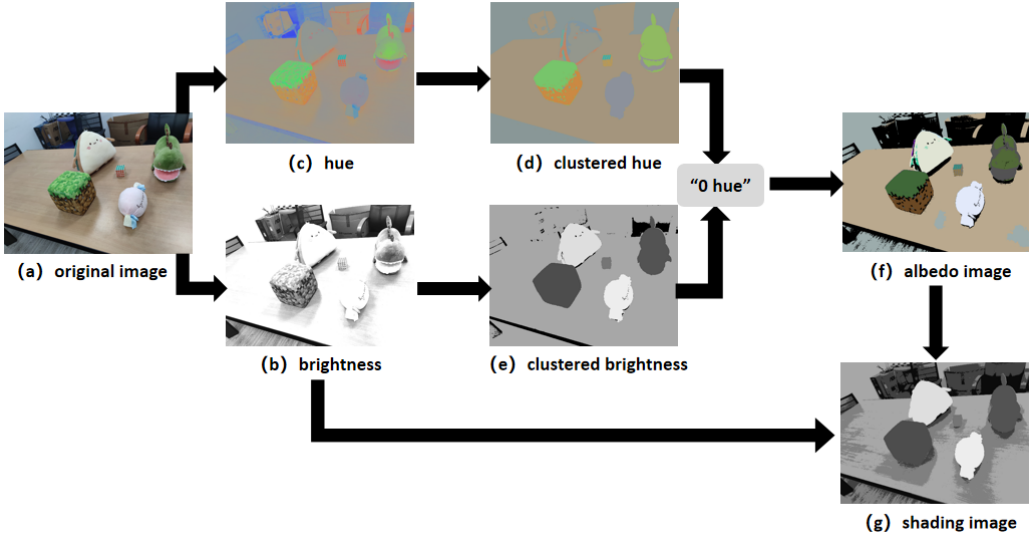 (c) hue
(d) clustered hue
“0 hue”
(a) original image
(f) albedo image
(b) brightness
(e) clustered brightness
(g) shading image